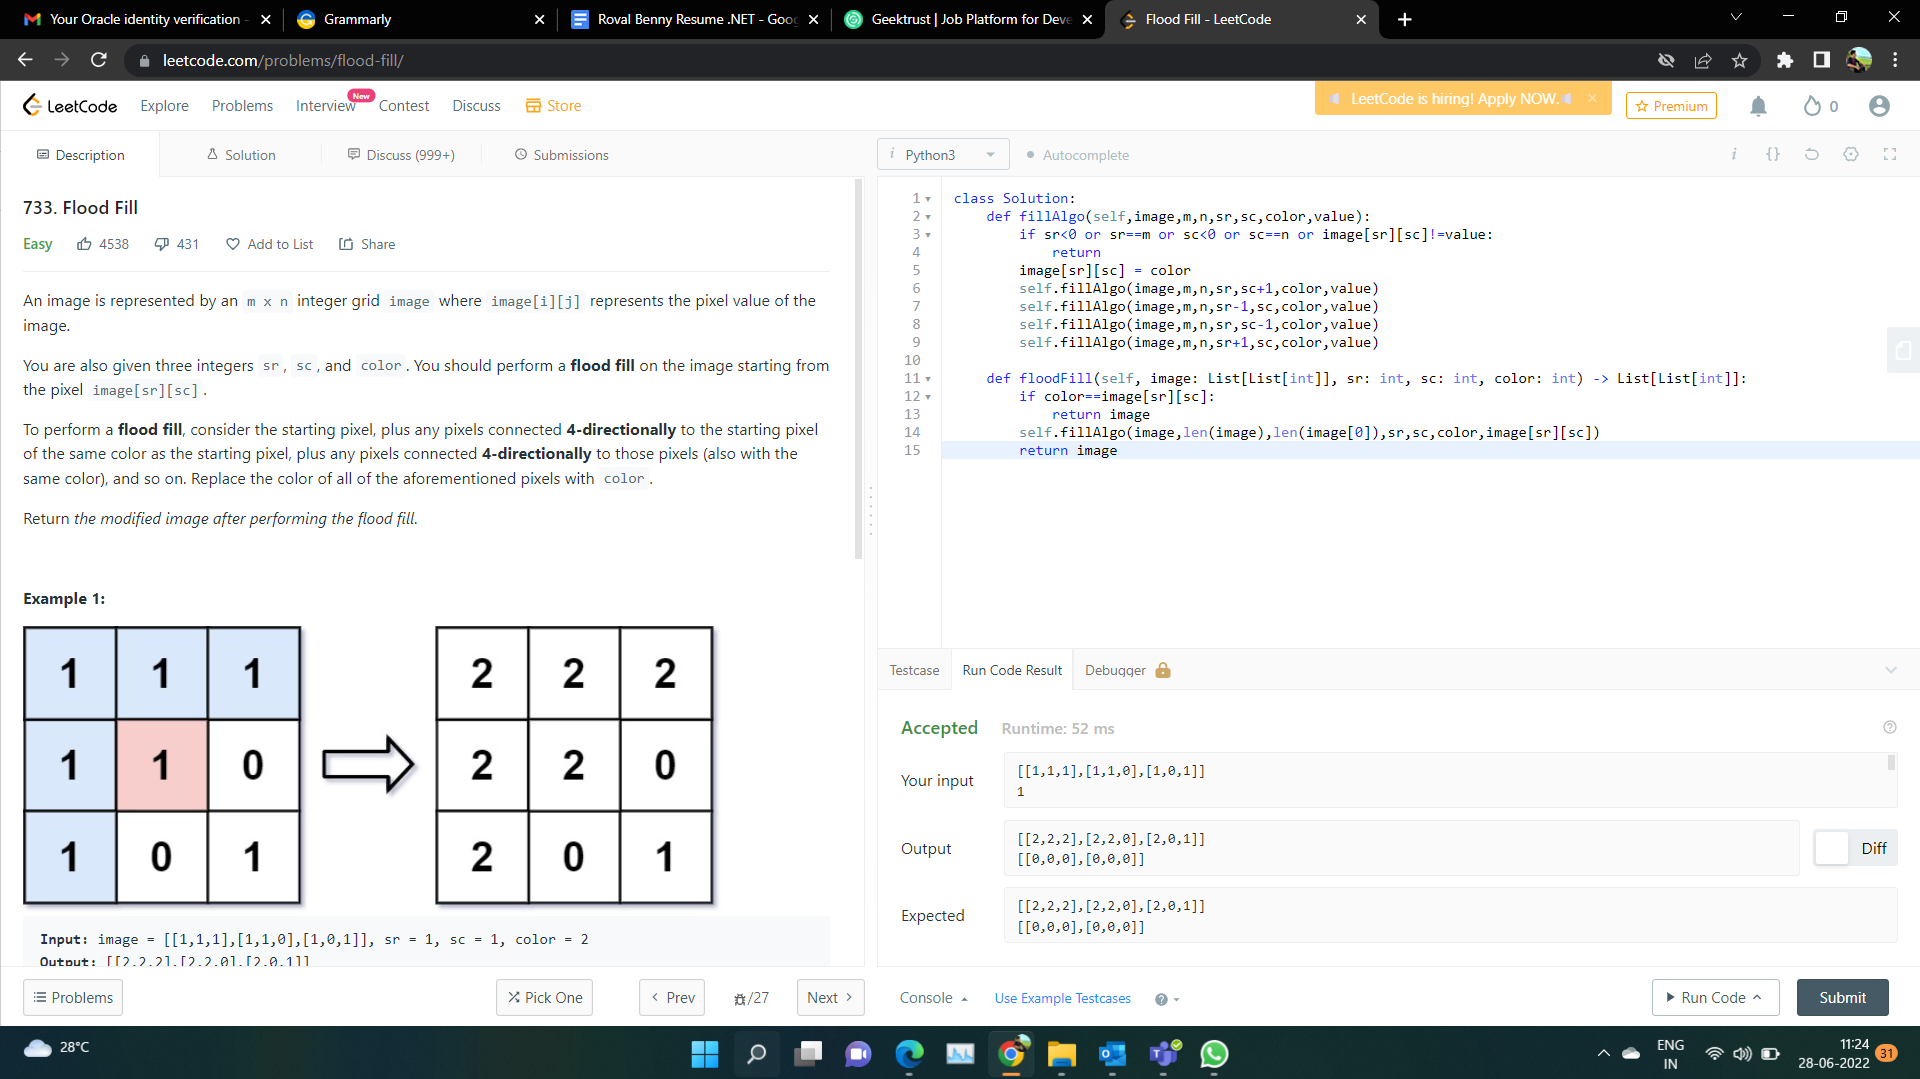 Your Oracle identity verification
Grammarly
Roval Benny Resume .NET - Goo
Geektrust | Job Platform for Deve
Flood Fill - LeetCode
leetcode.com/problems/flood-fill/
LeetCode
Explore
Problems
Interview
New
Contest
Discuss
Store
LeetCode is hiring! Apply NOW.
Premium
0
Description
Solution
Discuss (999+)
Submissions
i Python3
Autocomplete
733. Flood Fill
Easy
4538
431
Add to List
Share
An image is represented by an m x n integer grid image where image[i][j] represents the pixel value of the
image.
You are also given three integers sr, sc, and color. You should perform a flood fill on the image starting from
the pixel image[sr][sc].
To perform a flood fill, consider the starting pixel, plus any pixels connected 4-directionally to the starting pixel
of the same color as the starting pixel, plus any pixels connected 4-directionally to those pixels (also with the
same color), and so on. Replace the color of all of the aforementioned pixels with color.
Return the modified image after performing the flood fill.
Example 1:
1 1 1
1 1 0
1 0 1
2 2 2
2 2 0
2 0 1
Input: image = [[1,1,1],[1,1,0],[1,0,1]], sr = 1, sc = 1, color = 2
Output: [[2,2,2],[2,2,0],[2,0,1]]
1 class Solution:
2 def fillAlgo(self,image,m,n,sr,sc,color,value):
3 if sr<0 or sr==m or sc<0 or sc==n or image[sr][sc]!=value:
4 return
5 image[sr][sc] = color
6 self.fillAlgo(image,m,n,sr,sc+1,color,value)
7 self.fillAlgo(image,m,n,sr-1,sc,color,value)
8 self.fillAlgo(image,m,n,sr,sc-1,color,value)
9 self.fillAlgo(image,m,n,sr+1,sc,color,value)
10
11 def floodFill(self, image: List[List[int]], sr: int, sc: int, color: int) -> List[List[int]]:
12 if color==image[sr][sc]:
13 return image
14 self.fillAlgo(image,len(image),len(image[0]),sr,sc,color,image[sr][sc])
15 return image
Testcase
Run Code Result
Debugger
Accepted
Runtime: 52 ms
Your input
[[1,1,1],[1,1,0],[1,0,1]]
1
Output
[[2,2,2],[2,2,0],[2,0,1]]
[[0,0,0],[0,0,0]]
Diff
Expected
[[2,2,2],[2,2,0],[2,0,1]]
[[0,0,0],[0,0,0]]
Problems
Pick One
Prev
/27
Next
Console
Use Example Testcases
Run Code
Submit
28°C
ENG
IN
11:24
28-06-2022
31